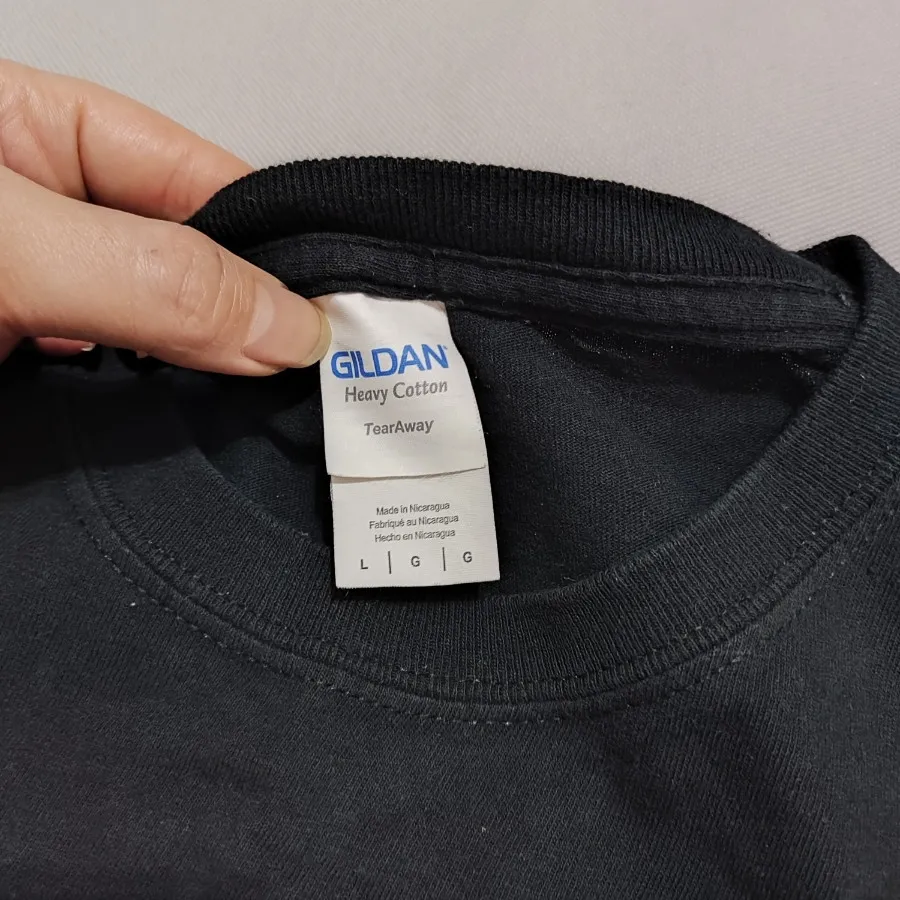 GILDAN
Heavy Cotton
TearAway
Made in Nicaragua
Fabriqué au Nicaragua
Hecho en Nicaragua
L | G | G